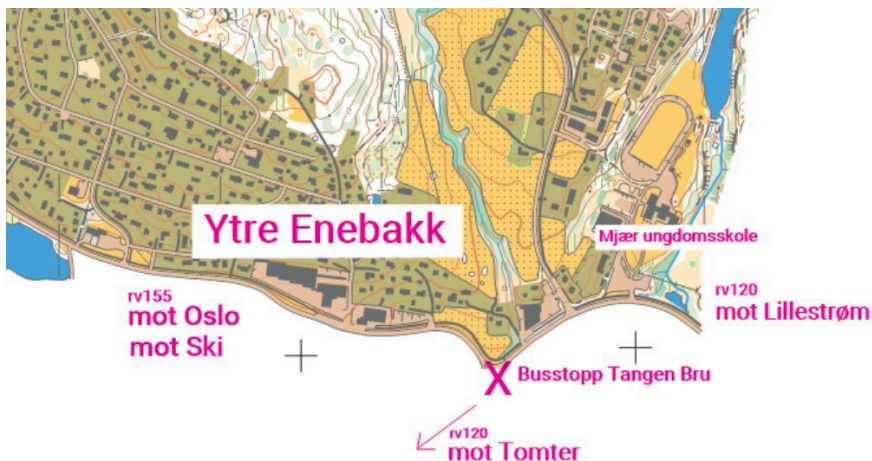 Ytre Enebakk
Mjær ungdomsskole
rv155
mot Oslo
mot Ski
rv120
mot Lillestrøm
X Busstopp Tangen Bru
rv120
mot Tomter